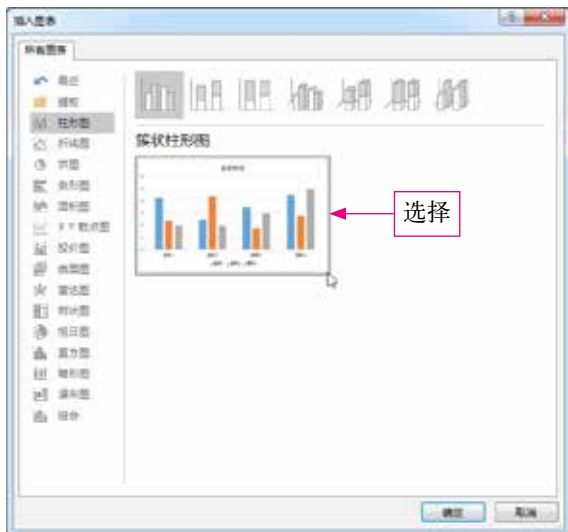 插入图表
所有图表
最近
模板
柱形图
折线图
饼图
条形图
面积图
X Y 散点图
股价图
曲面图
雷达图
树状图
旭日图
直方图
箱形图
瀑布图
组合
簇状柱形图
选择
确定
取消